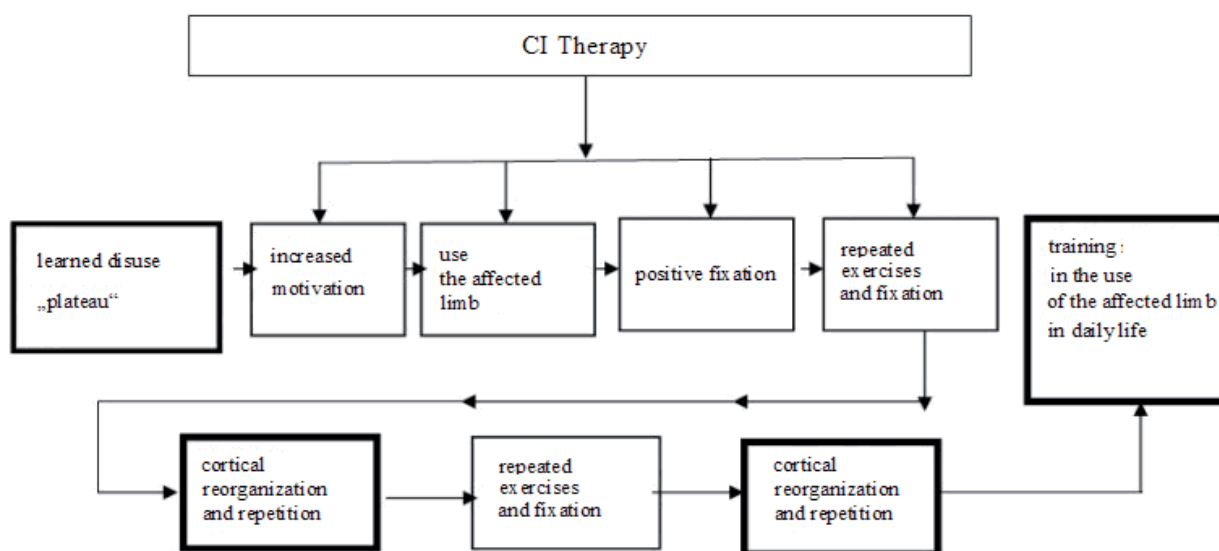 CI Therapy
learned disuse
„plateau“
increased
motivation
use
the affected
limb
positive fixation
repeated
exercises
and fixation
training:
in the use
of the affected limb
in daily life
cortical
reorganization
and repetition
repeated
exercises
and fixation
cortical
reorganization
and repetition